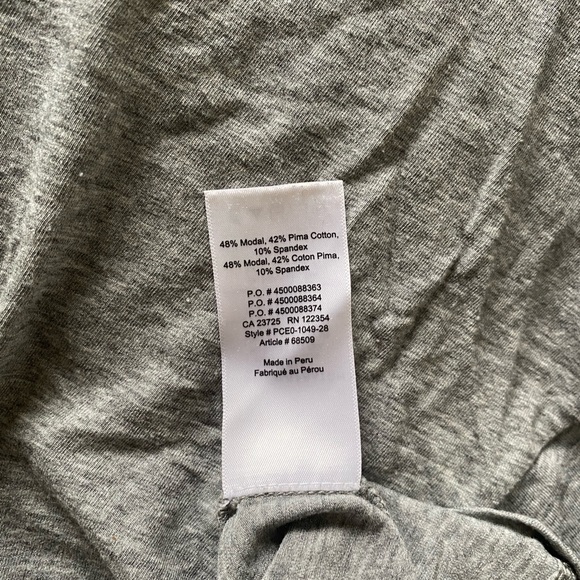 48% Modal, 42% Pima Cotton,
10% Spandex
48% Modal, 42% Coton Pima,
10% Spandex
P.O. # 4500088363
P.O. # 4500088364
P.O. # 4500088374
CA 23725 RN 122354
Style # PCE0-1049-28
Article # 68509
Made in Peru
Fabriqué au Pérou